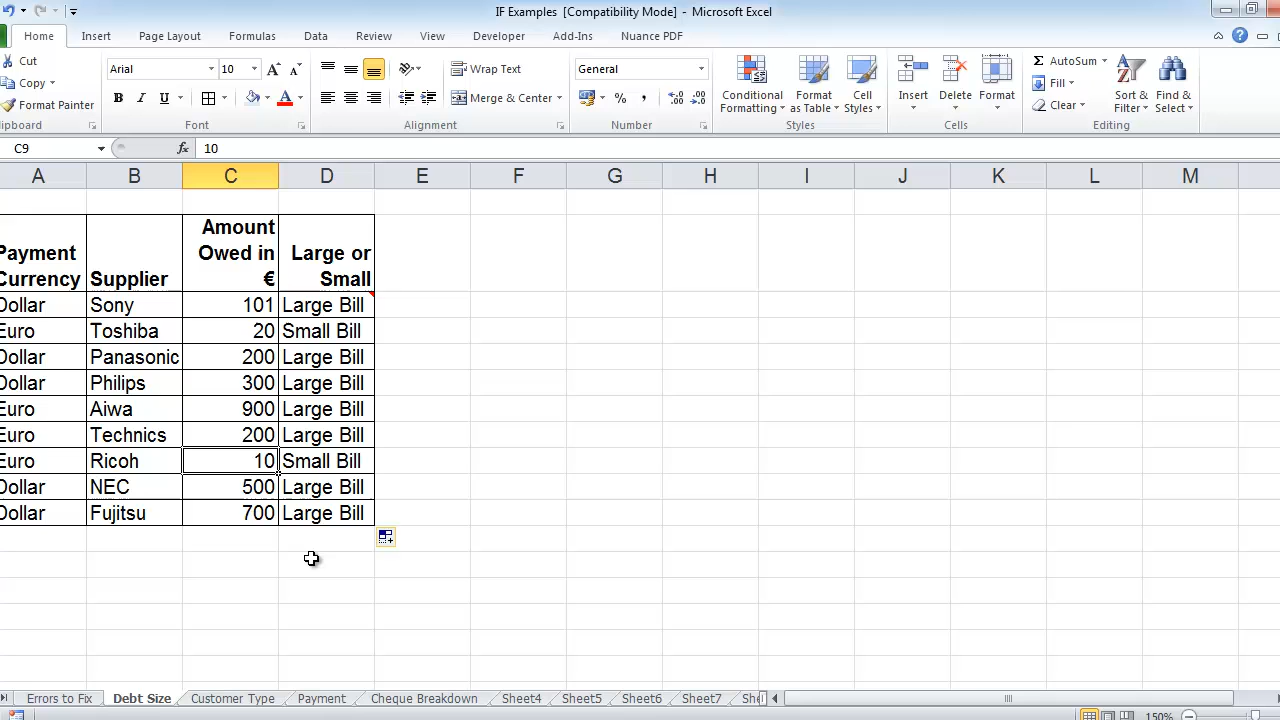 IF Examples [Compatibility Mode] - Microsoft Excel
Home Insert Page Layout Formulas Data Review View Developer Add-Ins Nuance PDF
Cut
Copy
Format Painter
lipboard
Arial 10
B I U A
Font
Wrap Text
Merge & Center
Alignment
General
% ,
Number
Conditional Formatting
Format as Table
Cell Styles
Styles
Insert
Delete
Format
Cells
Σ AutoSum
Fill
Clear
Sort & Filter
Find & Select
Editing
C9 fx 10
A B C D E F G H I J K L M
Payment Currency Supplier Amount Owed in € Large or Small
Dollar Sony 101 Large Bill
Euro Toshiba 20 Small Bill
Dollar Panasonic 200 Large Bill
Dollar Philips 300 Large Bill
Euro Aiwa 900 Large Bill
Euro Technics 200 Large Bill
Euro Ricoh 10 Small Bill
Dollar NEC 500 Large Bill
Dollar Fujitsu 700 Large Bill
Errors to Fix Debt Size Customer Type Payment Cheque Breakdown Sheet4 Sheet5 Sheet6 Sheet7 She
150%